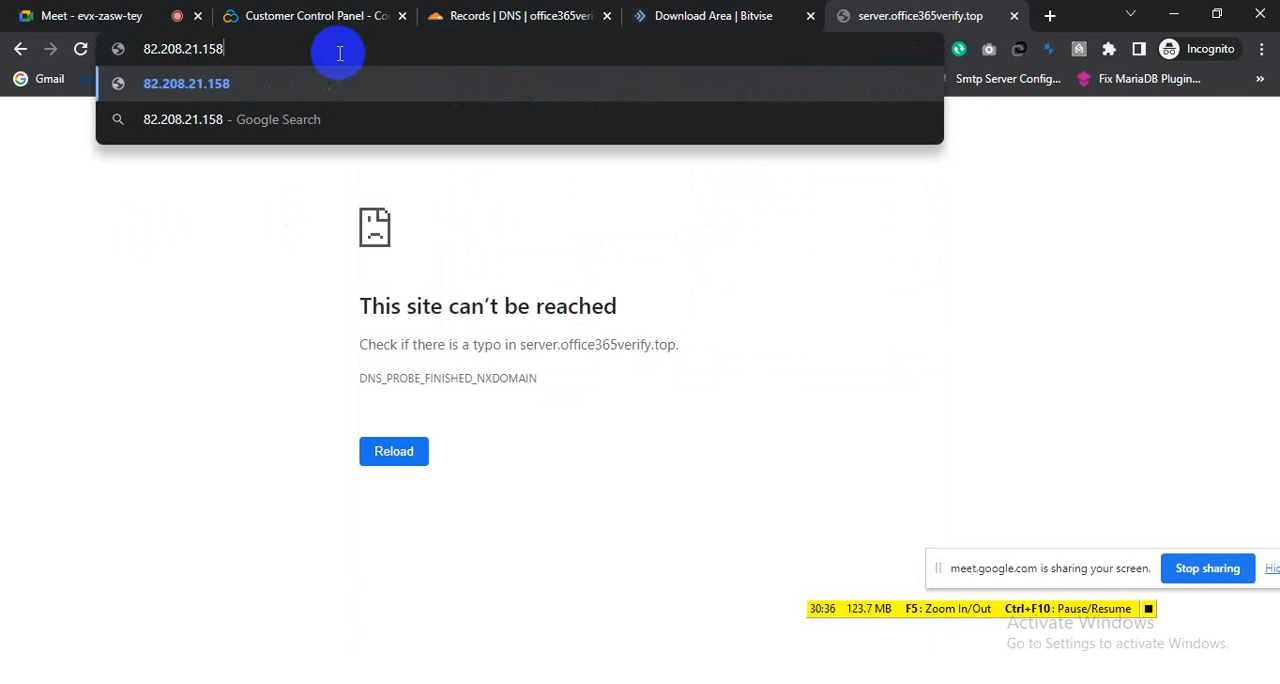 Meet - evx-zasw-tey
Customer Control Panel - Co
Records | DNS | office365veri
Download Area | Bitvise
server.office365verify.top
82.208.21.158
Incognito
Gmail
Smtp Server Config...
Fix MariaDB Plugin...
»
82.208.21.158
82.208.21.158 - Google Search
This site can't be reached
Check if there is a typo in server.office365verify.top.
DNS_PROBE_FINISHED_NXDOMAIN
Reload
meet.google.com is sharing your screen.
Stop sharing
Hid
30:36 123.7 MB F5: Zoom In/Out Ctrl+F10: Pause/Resume
Activate Windows
Go to Settings to activate Windows.